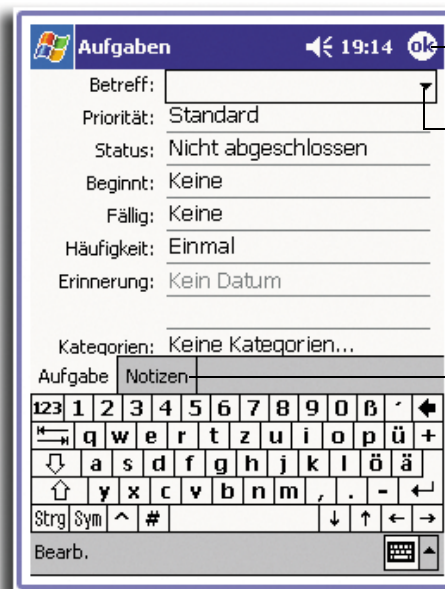 Aufgaben 19:14 ok
Betreff:
Priorität: Standard
Status: Nicht abgeschlossen
Beginnt: Keine
Fällig: Keine
Häufigkeit: Einmal
Erinnerung: Kein Datum
Kategorien: Keine Kategorien...
Aufgabe Notizen
123 1 2 3 4 5 6 7 8 9 0 ß ´
q w e r t z u i o p ü +
a s d f g h j k l ö ä
y x c v b n m , . -
Strg Sym ^ #
Bearb.